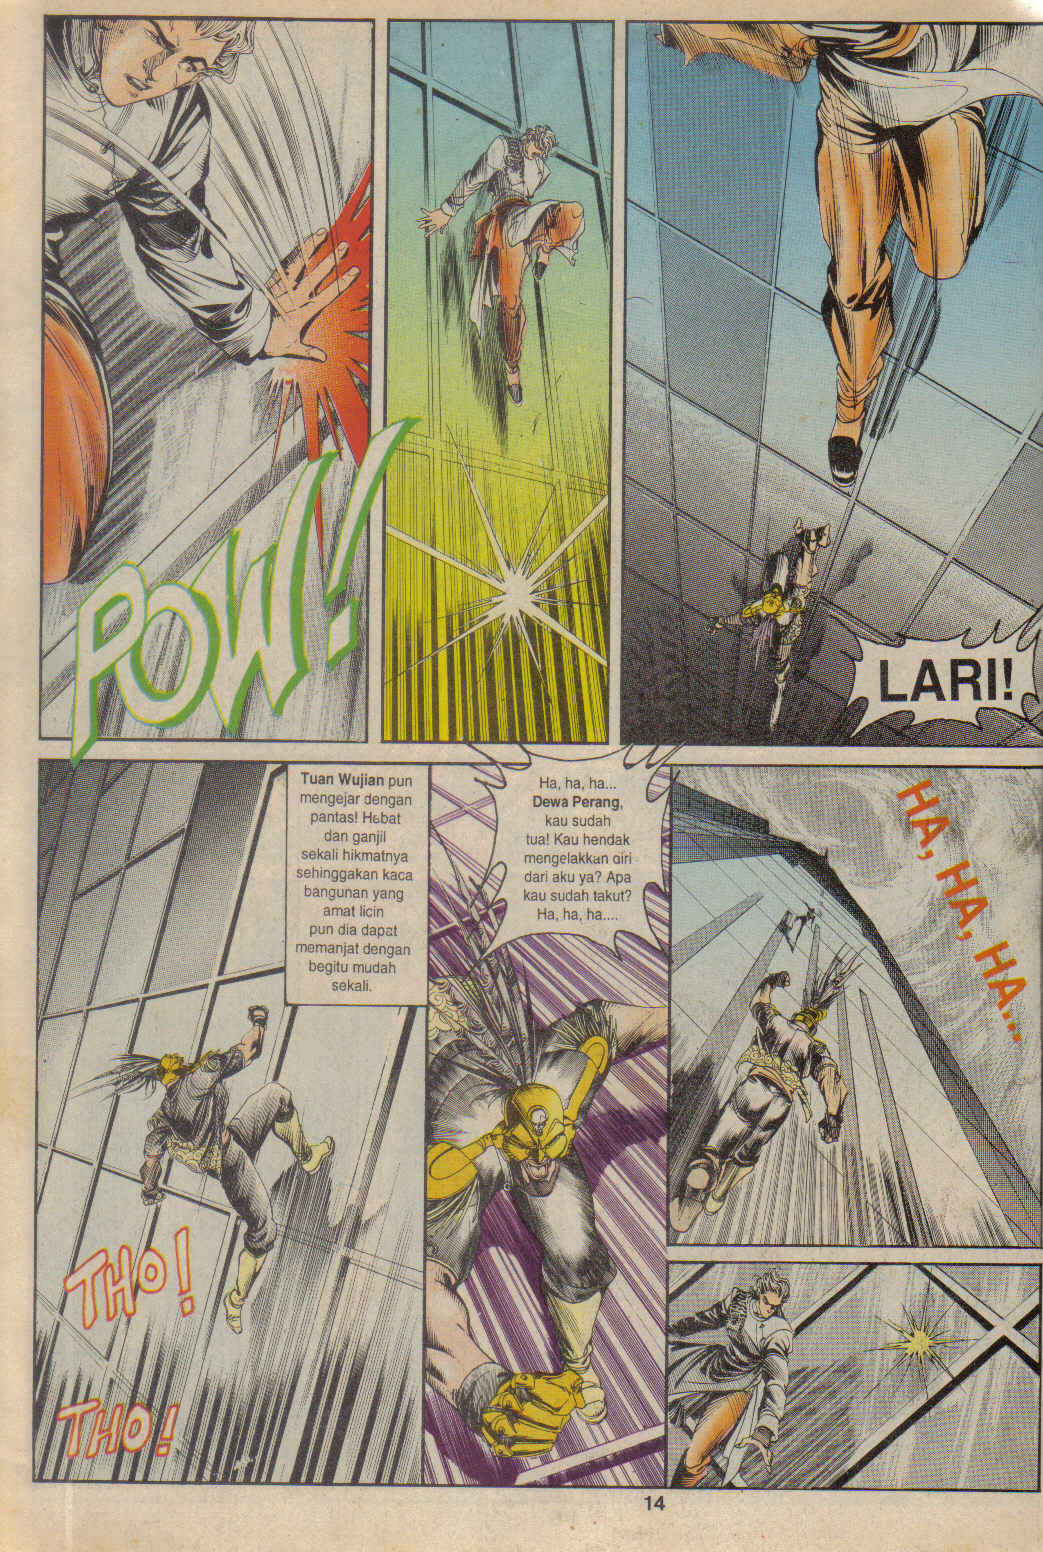 POW!
LARI!
Tuan Wujian pun
mengejar dengan
pantas! Hebat
dan ganjil
sekali hikmatnya
sehinggakan kaca
bangunan yang
amat licin
pun dia dapat
memanjat dengan
begitu mudah
sekali.
THO!
THO!
Ha, ha, ha...
Dewa Perang,
kau sudah
tua! Kau hendak
mengelakkan diri
dari aku ya? Apa
kau sudah takut?
Ha, ha, ha....
HA, HA, HA...
14